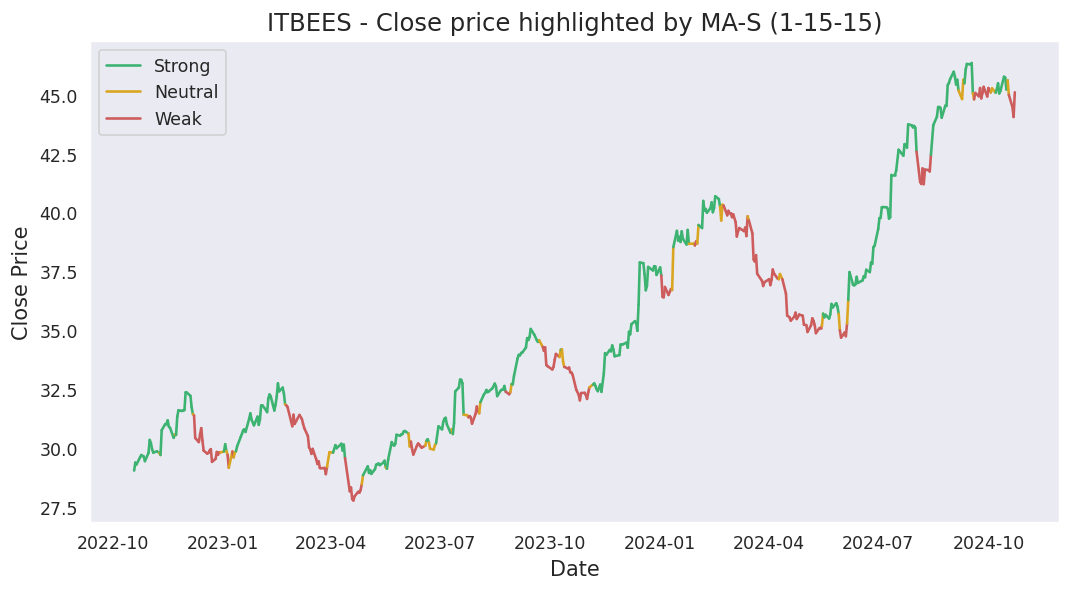 ITBEES - Close price highlighted by MA-S (1-15-15)
Strong
Neutral
Weak
Close Price
45.0
42.5
40.0
37.5
35.0
32.5
30.0
27.5
2022-10 2023-01 2023-04 2023-07 2023-10 2024-01 2024-04 2024-07 2024-10
Date